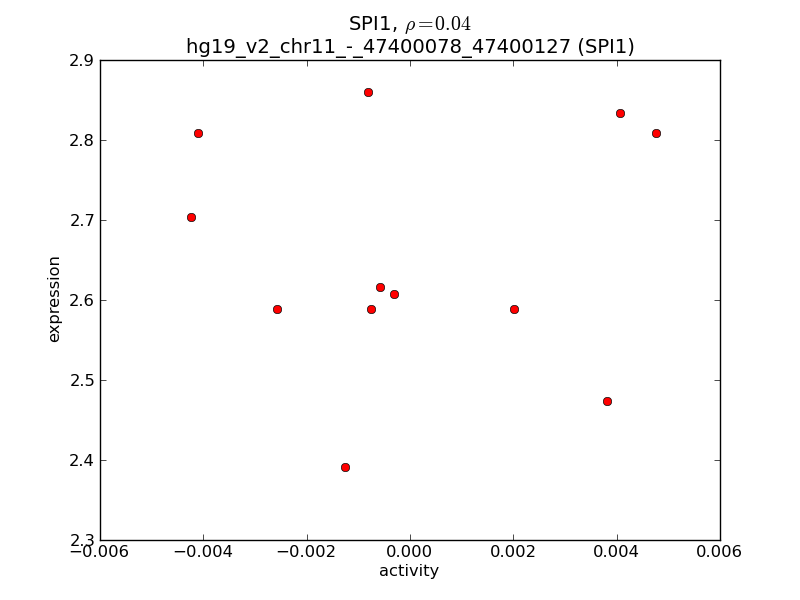 SPI1, ρ=0.04
hg19_v2_chr11_-_47400078_47400127 (SPI1)
2.9
2.8
2.7
2.6
2.5
2.4
2.3
expression
−0.006 −0.004 −0.002 0.000 0.002 0.004 0.006
activity